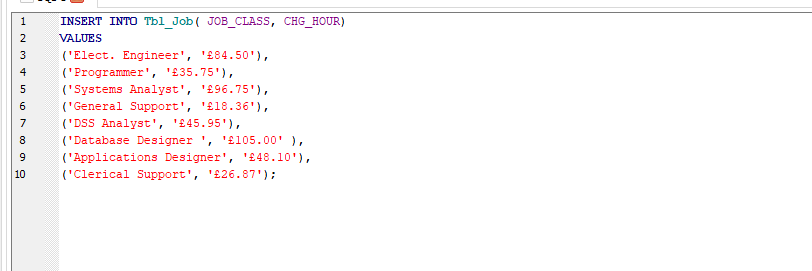 1 INSERT INTO Tbl_Job( JOB_CLASS, CHG_HOUR)
2 VALUES
3 ('Elect. Engineer', '£84.50'),
4 ('Programmer', '£35.75'),
5 ('Systems Analyst', '£96.75'),
6 ('General Support', '£18.36'),
7 ('DSS Analyst', '£45.95'),
8 ('Database Designer ', '£105.00' ),
9 ('Applications Designer', '£48.10'),
10 ('Clerical Support', '£26.87');